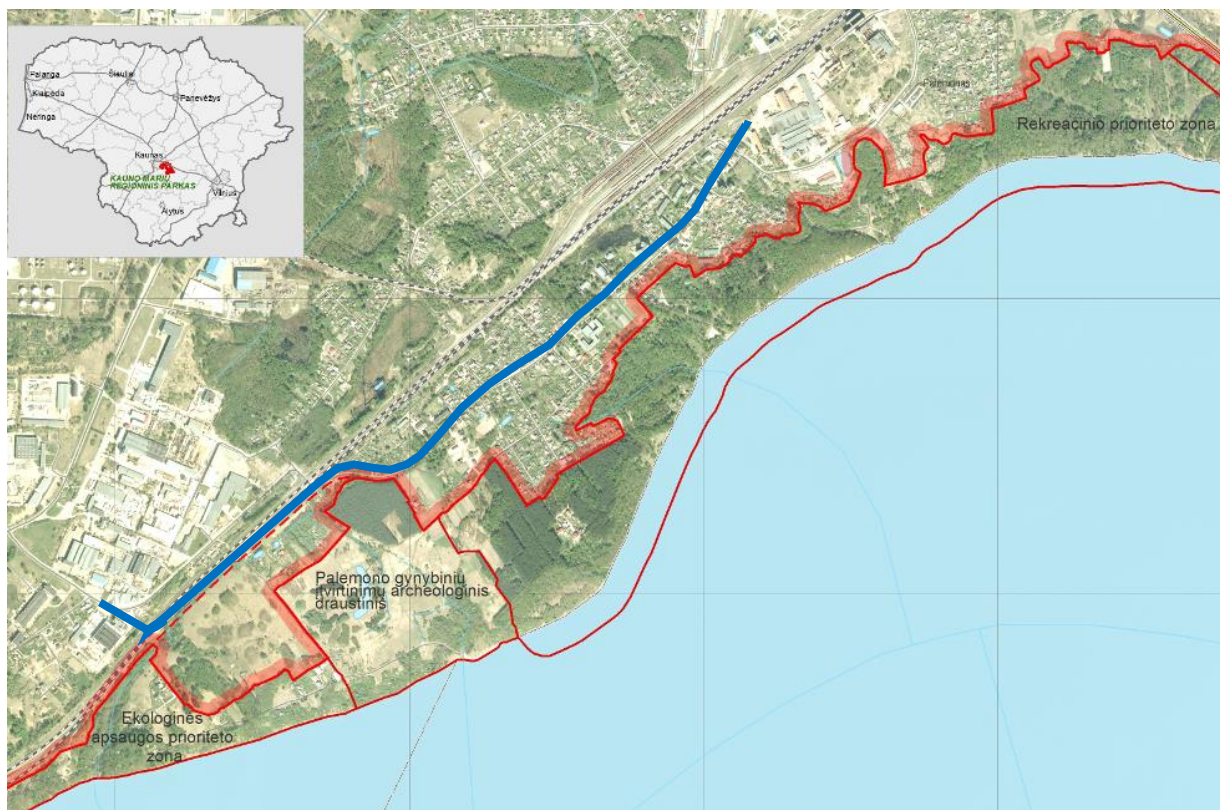 Palanga
Šiauliai
Klaipėda
Panevėžys
Neringa
Kaunas
KAUNO MARIŲ
REGIONINIS PARKAS
Vilnius
Alytus
Palemonas
Rekreacinio prioriteto zona
Palemono gynybinių
įtvirtinimų archeologinis
draustinis
Ekologinės
apsaugos prioriteto
zona